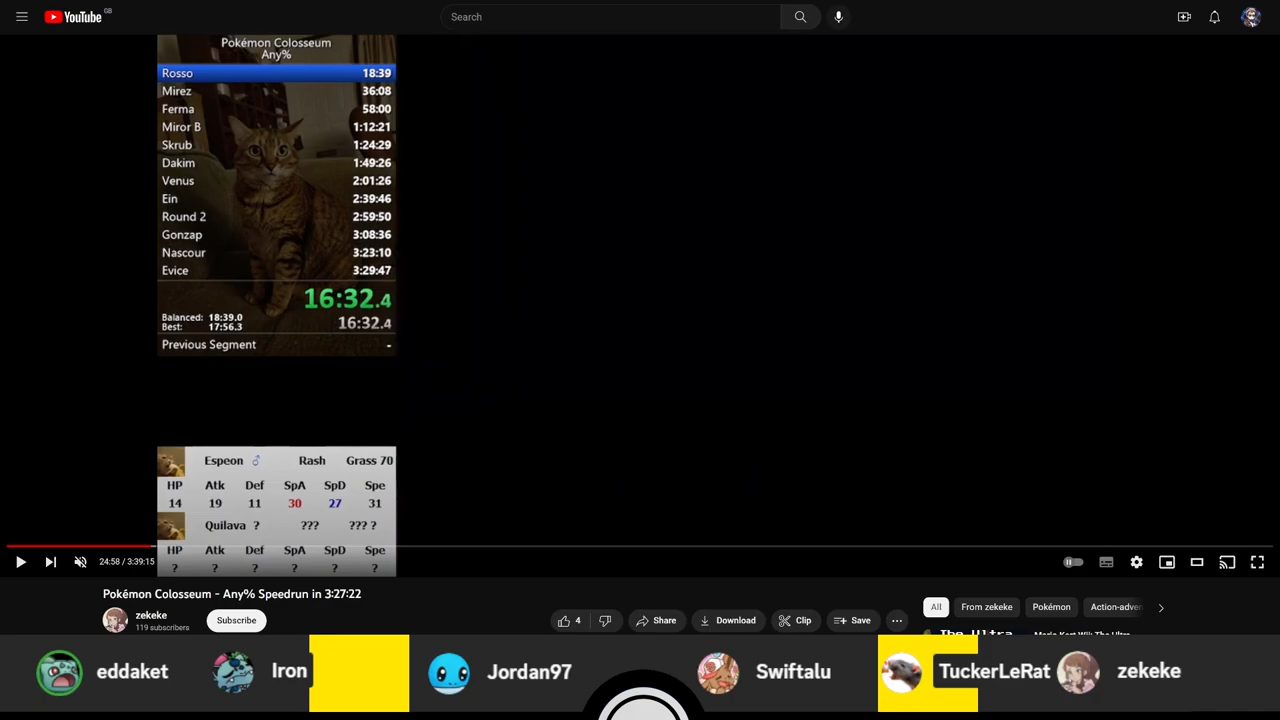 YouTube GB
Search
Pokémon Colosseum
Any%
Rosso 18:39
Mirez 36:08
Ferma 58:00
Miror B 1:12:21
Skrub 1:24:29
Dakim 1:49:26
Venus 2:01:26
Ein 2:39:46
Round 2 2:59:50
Gonzap 3:08:36
Nascour 3:23:10
Evice 3:29:47
16:32.4
Balanced: 18:39.0
Best: 17:56.3
16:32.4
Previous Segment -
Espeon ♂ Rash Grass 70
HP Atk Def SpA SpD Spe
14 19 11 30 27 31
Quilava ? ??? ??? ?
HP Atk Def SpA SpD Spe
? ? ? ? ? ?
24:58 / 3:39:15
Pokémon Colosseum - Any% Speedrun in 3:27:22
zekeke
119 subscribers
Subscribe
4
Share
Download
Clip
Save
All
From zekeke
Pokémon
Action-adven
eddaket
Iron
Jordan97
Swiftalu
TuckerLeRat
zekeke